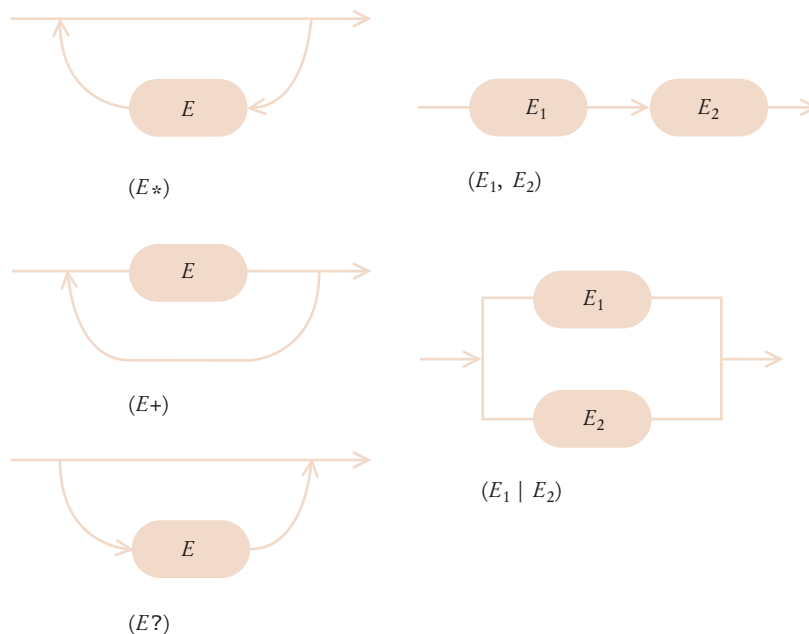 E
(E*)
E
(E+)
E
(E?)
E₁ E₂
(E₁, E₂)
E₁
E₂
(E₁ | E₂)